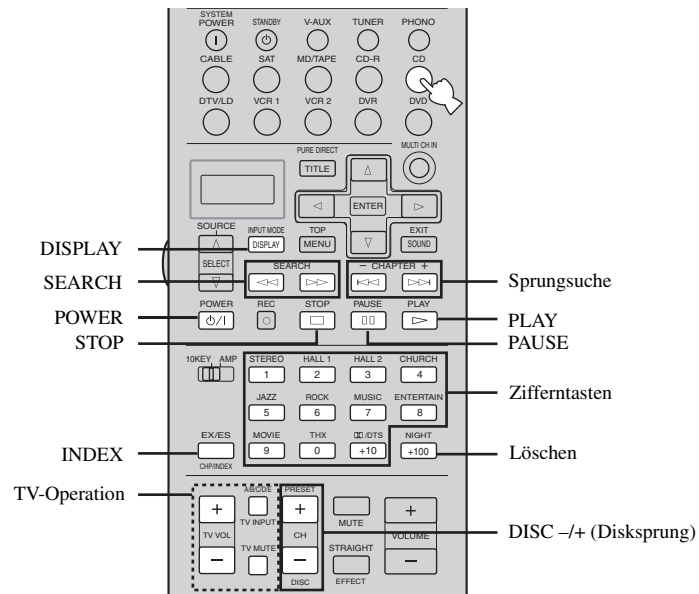 SYSTEM POWER STANDBY V-AUX TUNER PHONO
CABLE SAT MD/TAPE CD-R CD
DTV/LD VCR 1 VCR 2 DVR DVD
PURE DIRECT MULTI CH IN
TITLE
ENTER
SOURCE INPUT MODE TOP EXIT
DISPLAY DISPLAY MENU SOUND
SELECT
SEARCH SEARCH – CHAPTER + Sprungsuche
POWER POWER REC STOP PAUSE PLAY PLAY
STOP PAUSE
10KEY AMP STEREO HALL 1 HALL 2 CHURCH
1 2 3 4
Zifferntasten
JAZZ ROCK MUSIC ENTERTAIN
5 6 7 8
EX/ES MOVIE THX /DTS NIGHT
INDEX 9 0 +10 +100 Löschen
CHP/INDEX
TV-Operation A/B/C/D/E PRESET
+ + +
TV VOL TV INPUT CH MUTE VOLUME DISC –/+ (Disksprung)
– TV MUTE – STRAIGHT –
DISC EFFECT